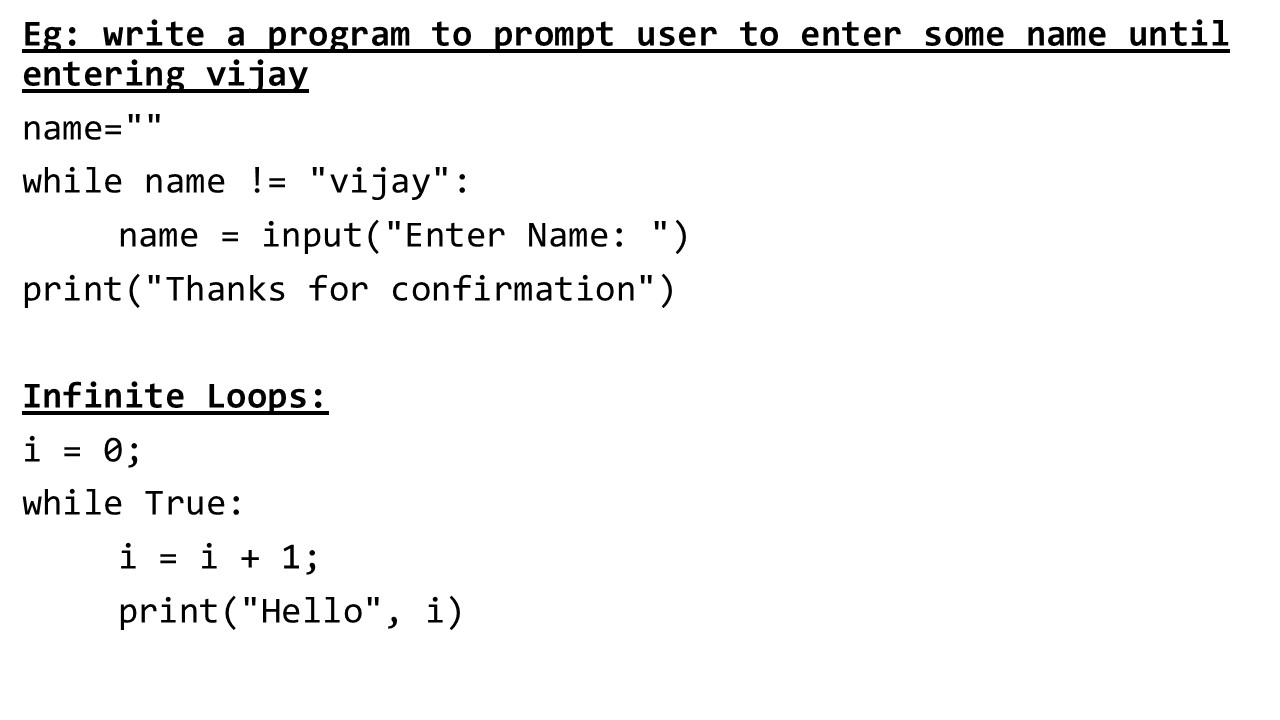 Eg: write a program to prompt user to enter some name until
entering vijay
name=""
while name != "vijay":
     name = input("Enter Name: ")
print("Thanks for confirmation")
Infinite Loops:
i = 0;
while True:
     i = i + 1;
     print("Hello", i)